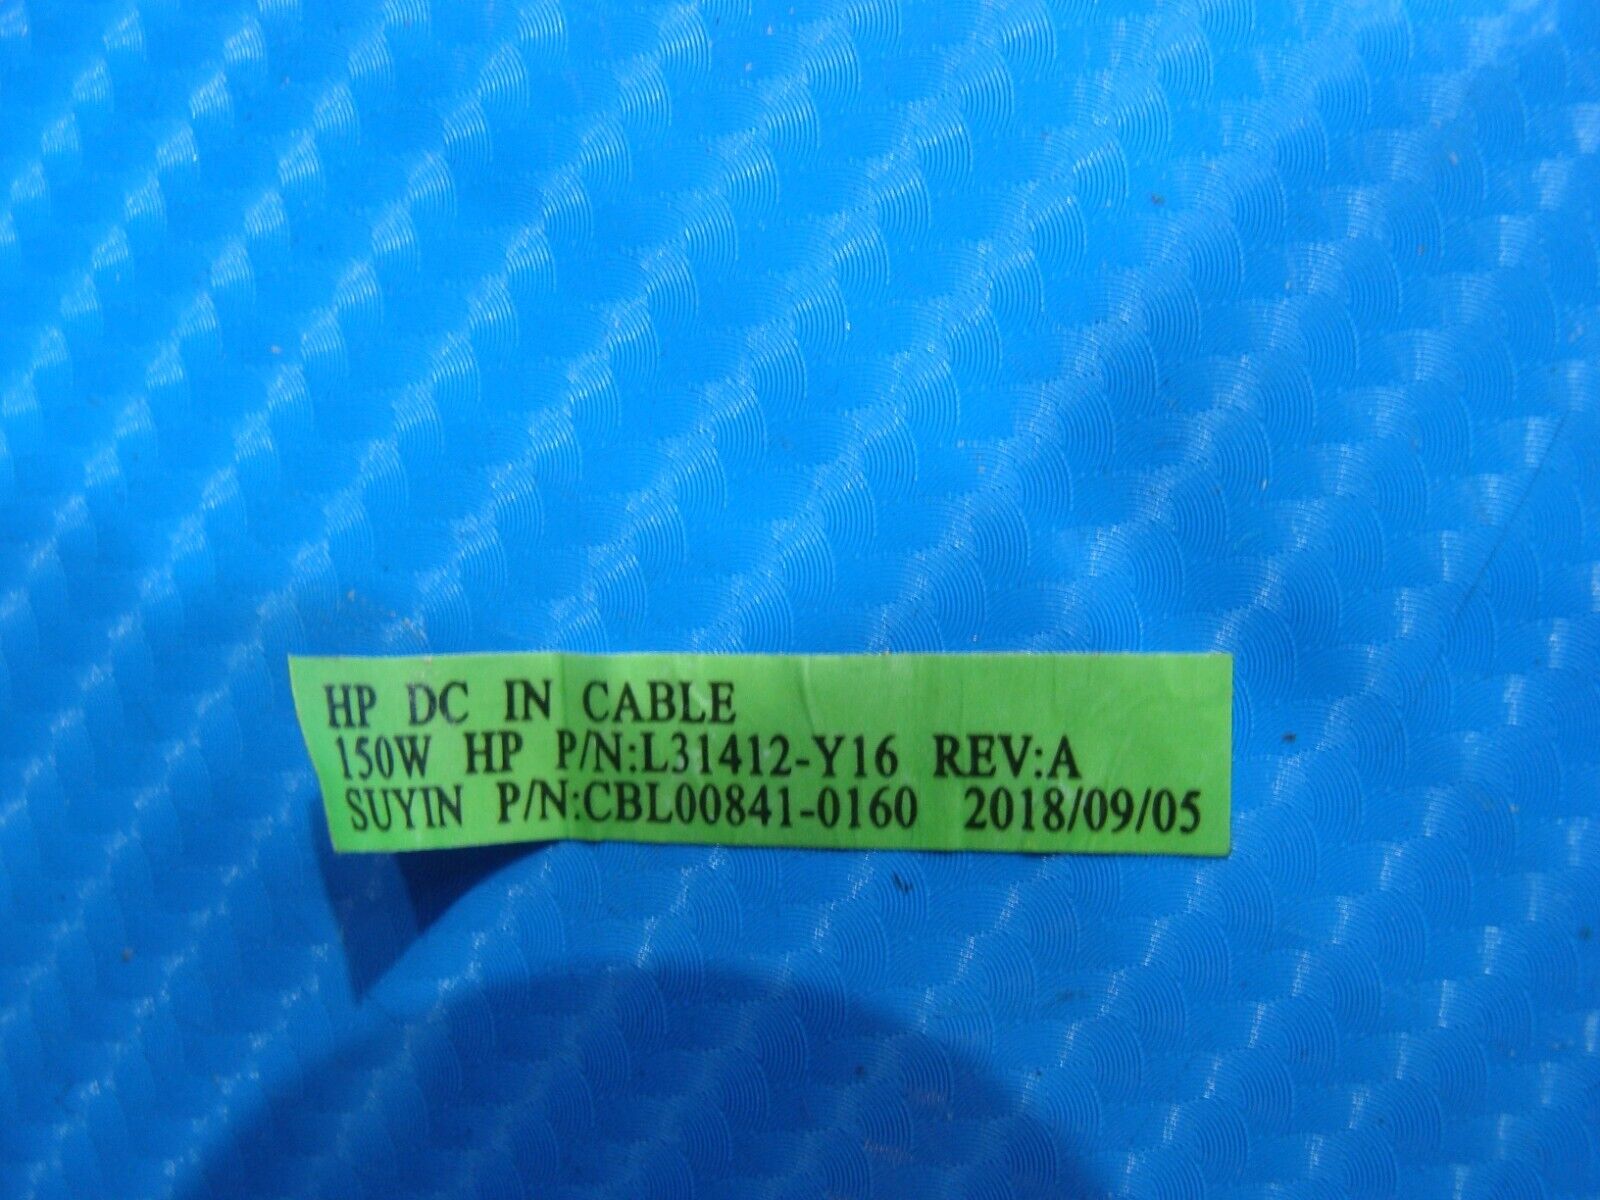 HP DC IN CABLE
150W HP P/N:L31412-Y16 REV:A
SUYIN P/N:CBL00841-0160 2018/09/05